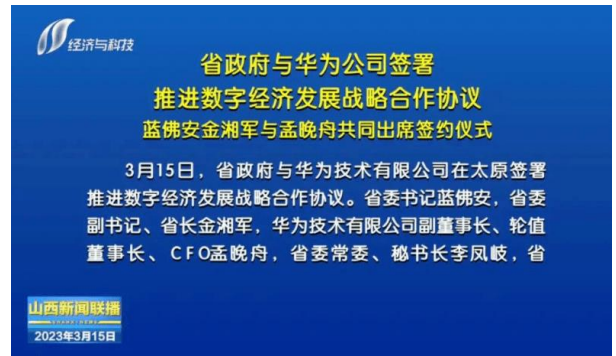 经济与科技
省政府与华为公司签署
推进数字经济发展战略合作协议
蓝佛安金湘军与孟晚舟共同出席签约仪式
3月15日，省政府与华为技术有限公司在太原签署
推进数字经济发展战略合作协议。省委书记蓝佛安，省委
副书记、省长金湘军，华为技术有限公司副董事长、轮值
董事长、CFO孟晚舟，省委常委、秘书长李凤岐，省
山西新闻联播
2023年3月15日